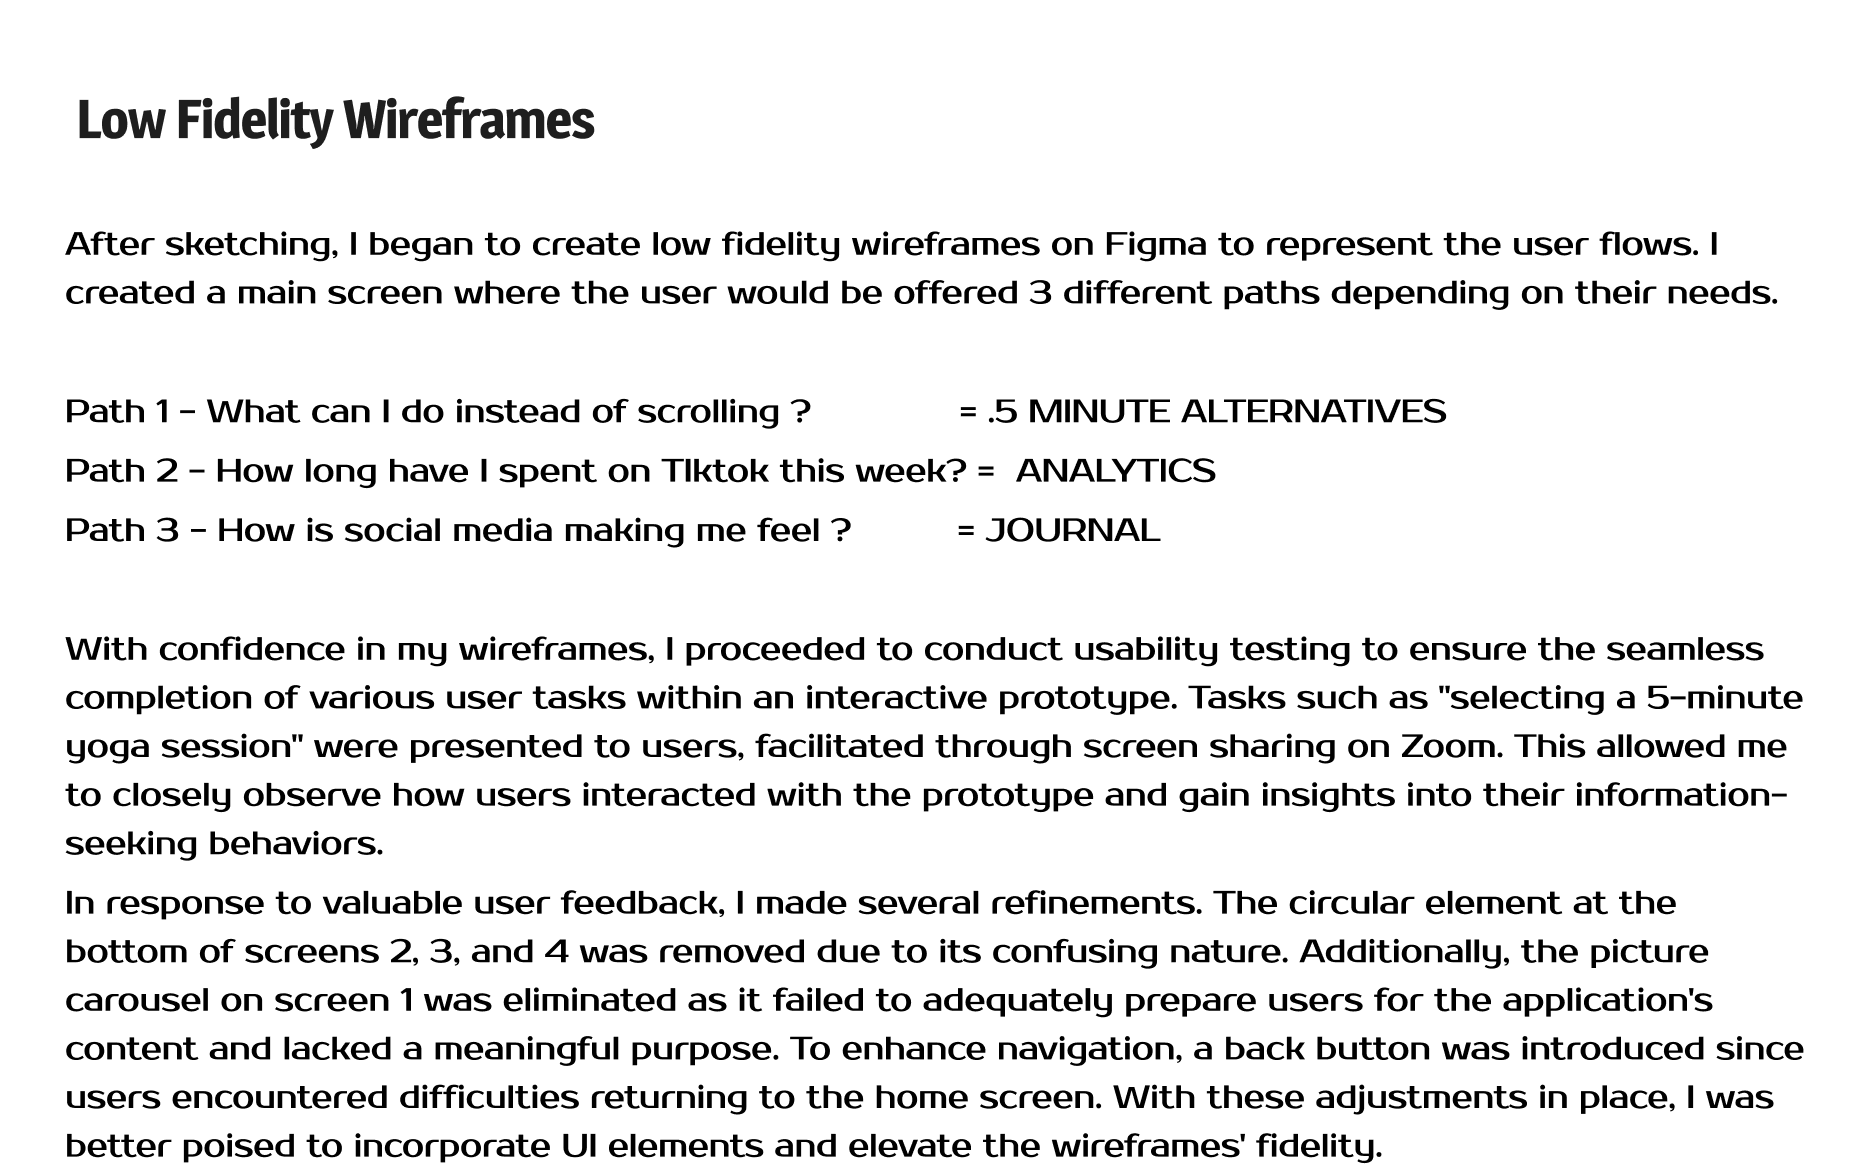 Low Fidelity Wireframes
After sketching, I began to create low fidelity wireframes on Figma to represent the user flows. I
created a main screen where the user would be offered 3 different paths depending on their needs.
Path 1 - What can I do instead of scrolling ? = .5 MINUTE ALTERNATIVES
Path 2 - How long have I spent on TIktok this week? = ANALYTICS
Path 3 - How is social media making me feel ? = JOURNAL
With confidence in my wireframes, I proceeded to conduct usability testing to ensure the seamless
completion of various user tasks within an interactive prototype. Tasks such as "selecting a 5-minute
yoga session" were presented to users, facilitated through screen sharing on Zoom. This allowed me
to closely observe how users interacted with the prototype and gain insights into their information-
seeking behaviors.
In response to valuable user feedback, I made several refinements. The circular element at the
bottom of screens 2, 3, and 4 was removed due to its confusing nature. Additionally, the picture
carousel on screen 1 was eliminated as it failed to adequately prepare users for the application's
content and lacked a meaningful purpose. To enhance navigation, a back button was introduced since
users encountered difficulties returning to the home screen. With these adjustments in place, I was
better poised to incorporate UI elements and elevate the wireframes' fidelity.